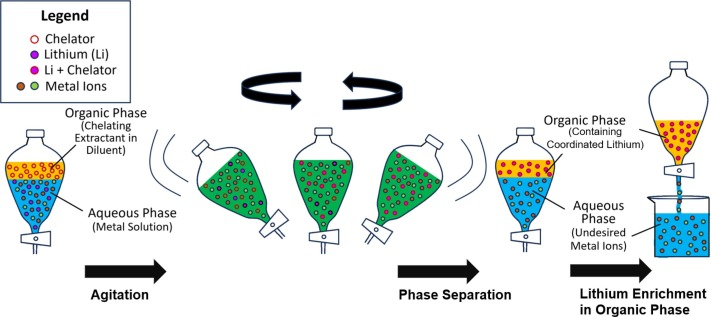 Legend
Chelator
Lithium (Li)
Li + Chelator
Metal Ions
Organic Phase
(Chelating
Extractant in
Diluent)
Aqueous Phase
(Metal Solution)
Organic Phase
(Containing
Coordinated Lithium)
Aqueous
Phase
(Undesired
Metal Ions)
Agitation
Phase Separation
Lithium Enrichment
in Organic Phase